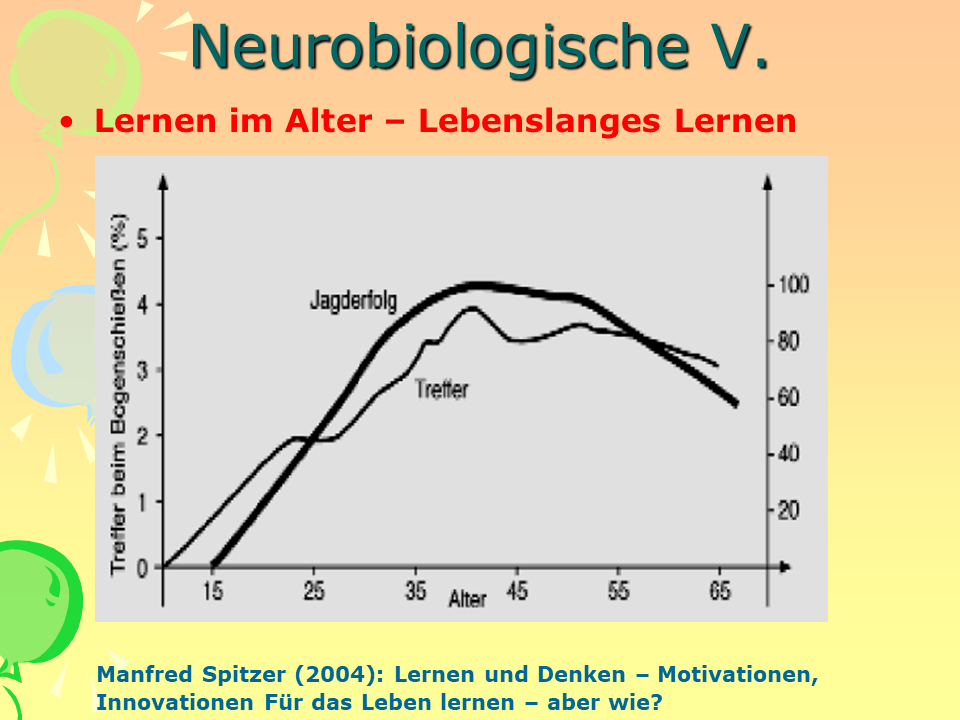 Neurobiologische V.
• Lernen im Alter – Lebenslanges Lernen
Treffer beim Bogenschießen (%)
5
4
3
2
1
0
Jagderfolg
Treffer
100
80
60
40
20
15 25 35 45 55 65
Alter
Manfred Spitzer (2004): Lernen und Denken – Motivationen,
Innovationen Für das Leben lernen – aber wie?